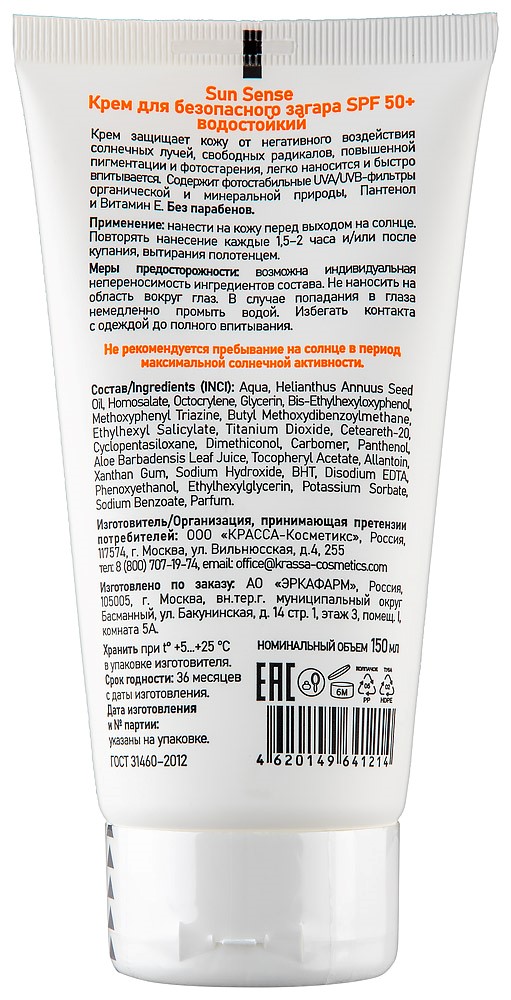 Sun Sense
Крем для безопасного загара SPF 50+
водостойкий
Крем защищает кожу от негативного воздействия
солнечных лучей, свободных радикалов, повышенной
пигментации и фотостарения, легко наносится и быстро
впитывается. Содержит фотостабильные UVA/UVB-фильтры
органической и минеральной природы, Пантенол
и Витамин Е. Без парабенов.
Применение: нанести на кожу перед выходом на солнце.
Повторять нанесение каждые 1,5-2 часа и/или после
купания, вытирания полотенцем.
Меры предосторожности: возможна индивидуальная
непереносимость ингредиентов состава. Не наносить на
область вокруг глаз. В случае попадания в глаза
немедленно промыть водой. Избегать контакта
с одеждой до полного впитывания.
Не рекомендуется пребывание на солнце в период
максимальной солнечной активности.
Состав/Ingredients (INCI): Aqua, Helianthus Annuus Seed
Oil, Homosalate, Octocrylene, Glycerin, Bis-Ethylhexyloxyphenol,
Methoxyphenyl Triazine, Butyl Methoxydibenzoylmethane,
Ethylhexyl Salicylate, Titanium Dioxide, Ceteareth-20,
Cyclopentasiloxane, Dimethiconol, Carbomer, Panthenol,
Aloe Barbadensis Leaf Juice, Tocopheryl Acetate, Allantoin,
Xanthan Gum, Sodium Hydroxide, BHT, Disodium EDTA,
Phenoxyethanol, Ethylhexylglycerin, Potassium Sorbate,
Sodium Benzoate, Parfum.
Изготовитель/Организация, принимающая претензии
потребителей: ООО «КРАССА-Косметикс», Россия,
117574, г. Москва, ул. Вильнюсская, д.4, 255
тел: 8 (800) 707-19-74, email: office@krassa-cosmetics.com
Изготовлено по заказу: АО «ЭРКАФАРМ», Россия,
105005, г. Москва, вн.тер.г. муниципальный округ
Басманный, ул. Бакунинская, д. 14 стр. 1, этаж 3, помещ. I,
комната 5А.
Хранить при t° +5...+25 °С
в упаковке изготовителя.
Срок годности: 36 месяцев
с даты изготовления.
Дата изготовления
и № партии:
указаны на упаковке.
ГОСТ 31460-2012
НОМИНАЛЬНЫЙ ОБЪЕМ 150 МЛ
EAC
6М
КОЛПАЧОК
05
PP
ТУБА
02
HDPE
4 620149 641214